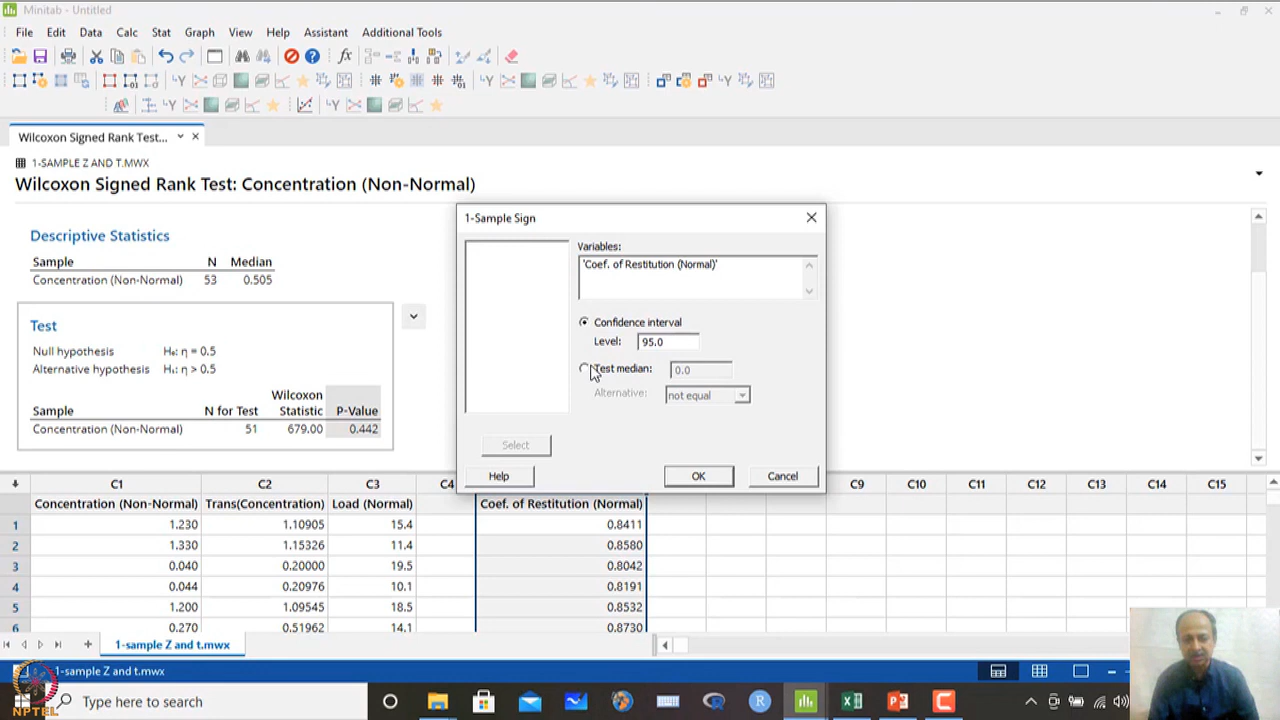 Minitab - Untitled
File Edit Data Calc Stat Graph View Help Assistant Additional Tools
Wilcoxon Signed Rank Test...
1-SAMPLE Z AND T.MWX
Wilcoxon Signed Rank Test: Concentration (Non-Normal)
Descriptive Statistics
Sample N Median
Concentration (Non-Normal) 53 0.505
Test
Null hypothesis H₀: η = 0.5
Alternative hypothesis H₁: η > 0.5
Wilcoxon
Sample N for Test Statistic P-Value
Concentration (Non-Normal) 51 679.00 0.442
1-Sample Sign
Variables:
'Coef. of Restitution (Normal)'
Confidence interval
Level: 95.0
Test median: 0.0
Alternative: not equal
Select
Help OK Cancel
C1 C2 C3 C4 C9 C10 C11 C12 C13 C14 C15
Concentration (Non-Normal) Trans(Concentration) Load (Normal) Coef. of Restitution (Normal)
1 1.230 1.10905 15.4 0.8411
2 1.330 1.15326 11.4 0.8580
3 0.040 0.20000 19.5 0.8042
4 0.044 0.20976 10.1 0.8191
5 1.200 1.09545 18.5 0.8532
6 0.270 0.51962 14.1 0.8730
1-sample Z and t.mwx
1-sample Z and t.mwx
Type here to search
NPTEL